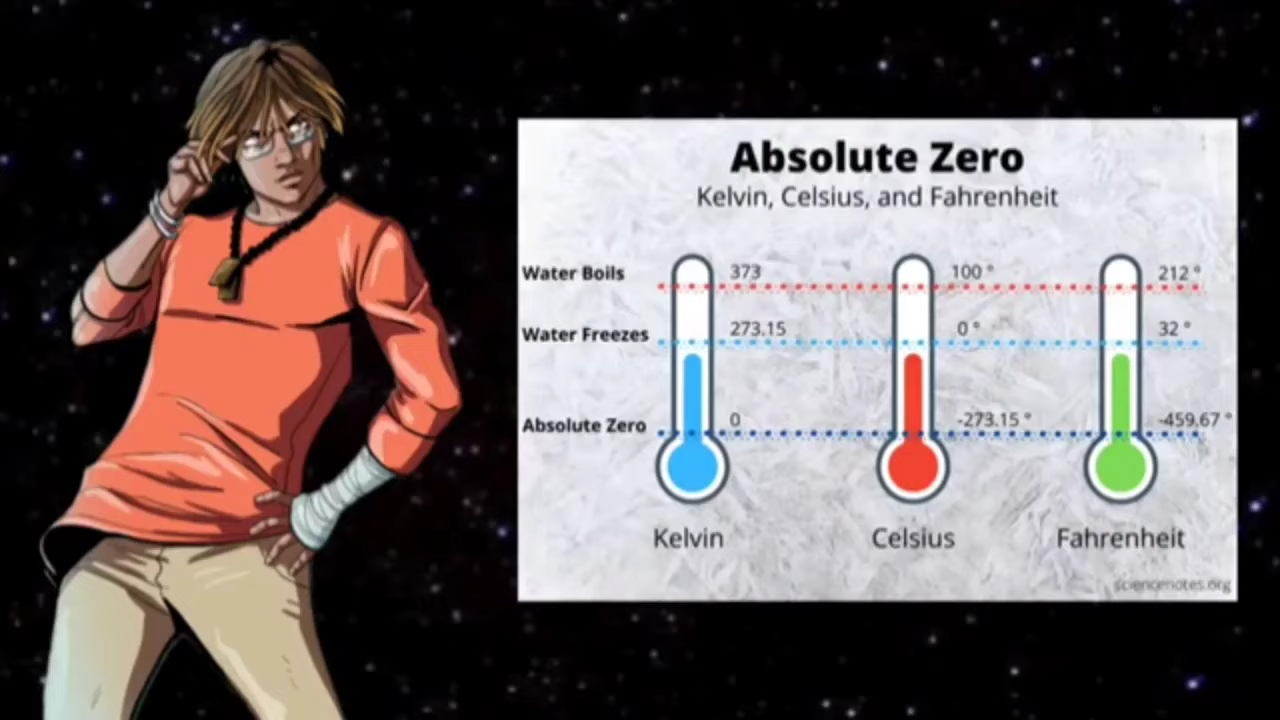 Absolute Zero
Kelvin, Celsius, and Fahrenheit
Water Boils 373 100 ° 212 °
Water Freezes 273.15 0 ° 32 °
Absolute Zero 0 -273.15 ° -459.67 °
Kelvin Celsius Fahrenheit
sciencenotes.org